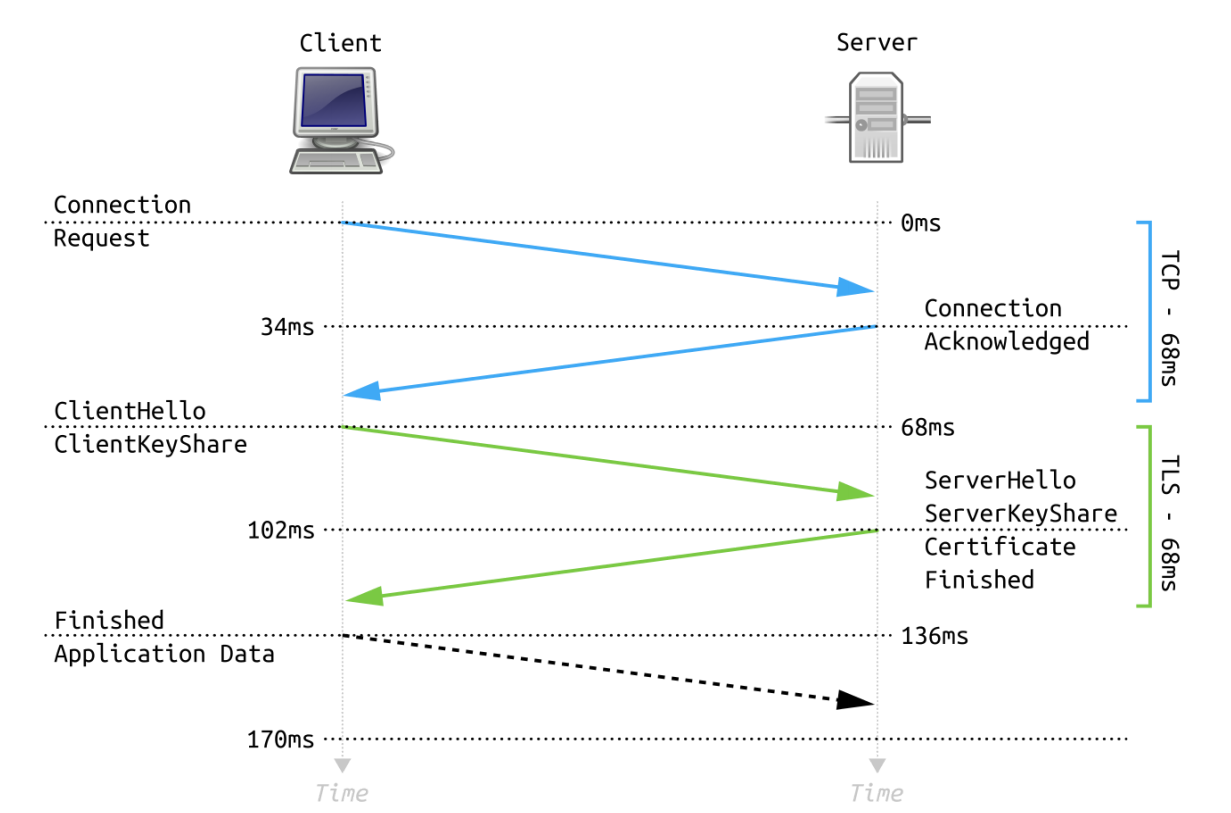 Client
Server
Connection
Request
0ms
34ms
Connection
Acknowledged
TCP - 68ms
ClientHello
ClientKeyShare
68ms
102ms
ServerHello
ServerKeyShare
Certificate
Finished
TLS - 68ms
Finished
Application Data
136ms
170ms
Time
Time